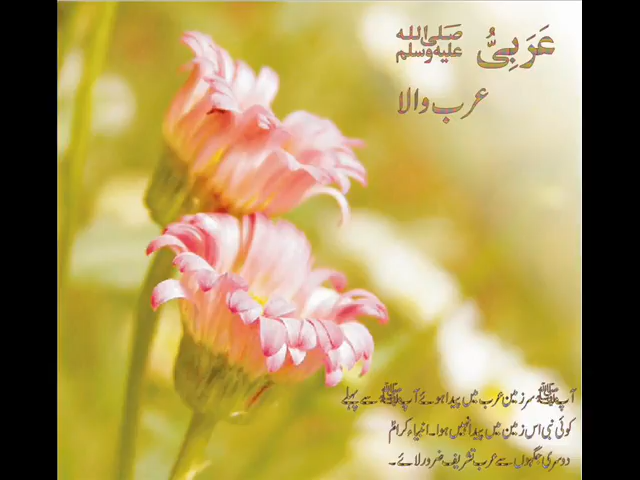 عَرَبِیُّ صَلَی اللہ علیہ وسلم
عرب والا
آپ ﷺ سرزمین عرب میں پیدا ہوئے آپ ﷺ سے پہلے
کوئی نبی اس زمین میں پیدا نہیں ہوا۔ انبیاء کرام
دوسری جگہوں سے عرب تشریف ضرور لائے۔